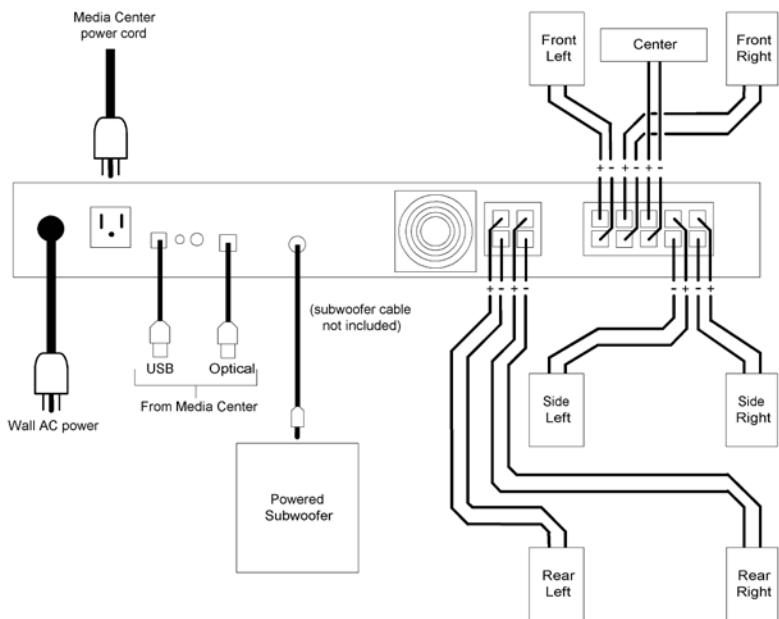 Media Center
power cord
Front
Left
Center
Front
Right
+ - + - + -
+ - + -
- + - +
(subwoofer cable
not included)
USB
Optical
From Media Center
Wall AC power
Side
Left
Side
Right
Powered
Subwoofer
Rear
Left
Rear
Right